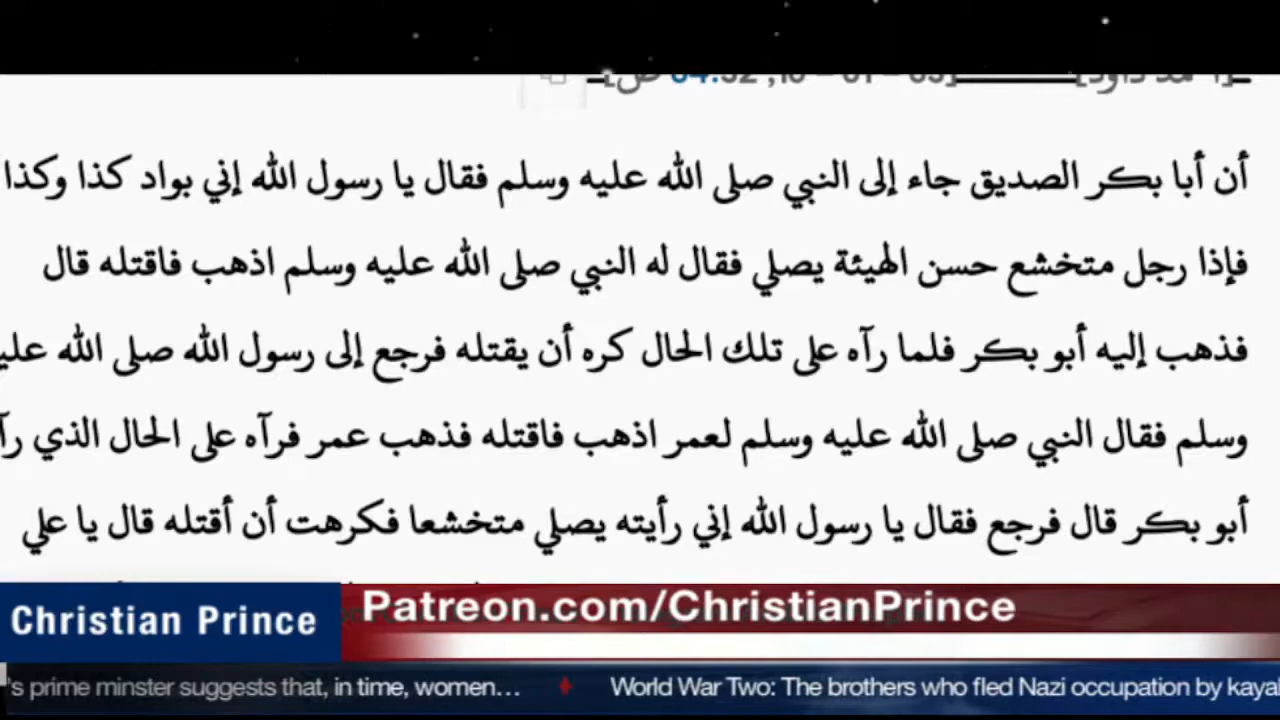 أن أبا بكر الصديق جاء إلى النبي صلى الله عليه وسلم فقال يا رسول الله إني بواد كذا وكذا
فإذا رجل متخشع حسن الهيئة يصلي فقال له النبي صلى الله عليه وسلم اذهب فاقتله قال
فذهب إليه أبو بكر فلما رآه على تلك الحال كره أن يقتله فرجع إلى رسول الله صلى الله
وسلم فقال النبي صلى الله عليه وسلم لعمر اذهب فاقتله فذهب عمر فرآه على الحال الذي
أبو بكر قال فرجع فقال يا رسول الله إني رأيته يصلي متخشعا فكرهت أن أقتله قال يا علي
Christian Prince
Patreon.com/ChristianPrince
's prime minster suggests that, in time, women... World War Two: The brothers who fled Nazi occupation by